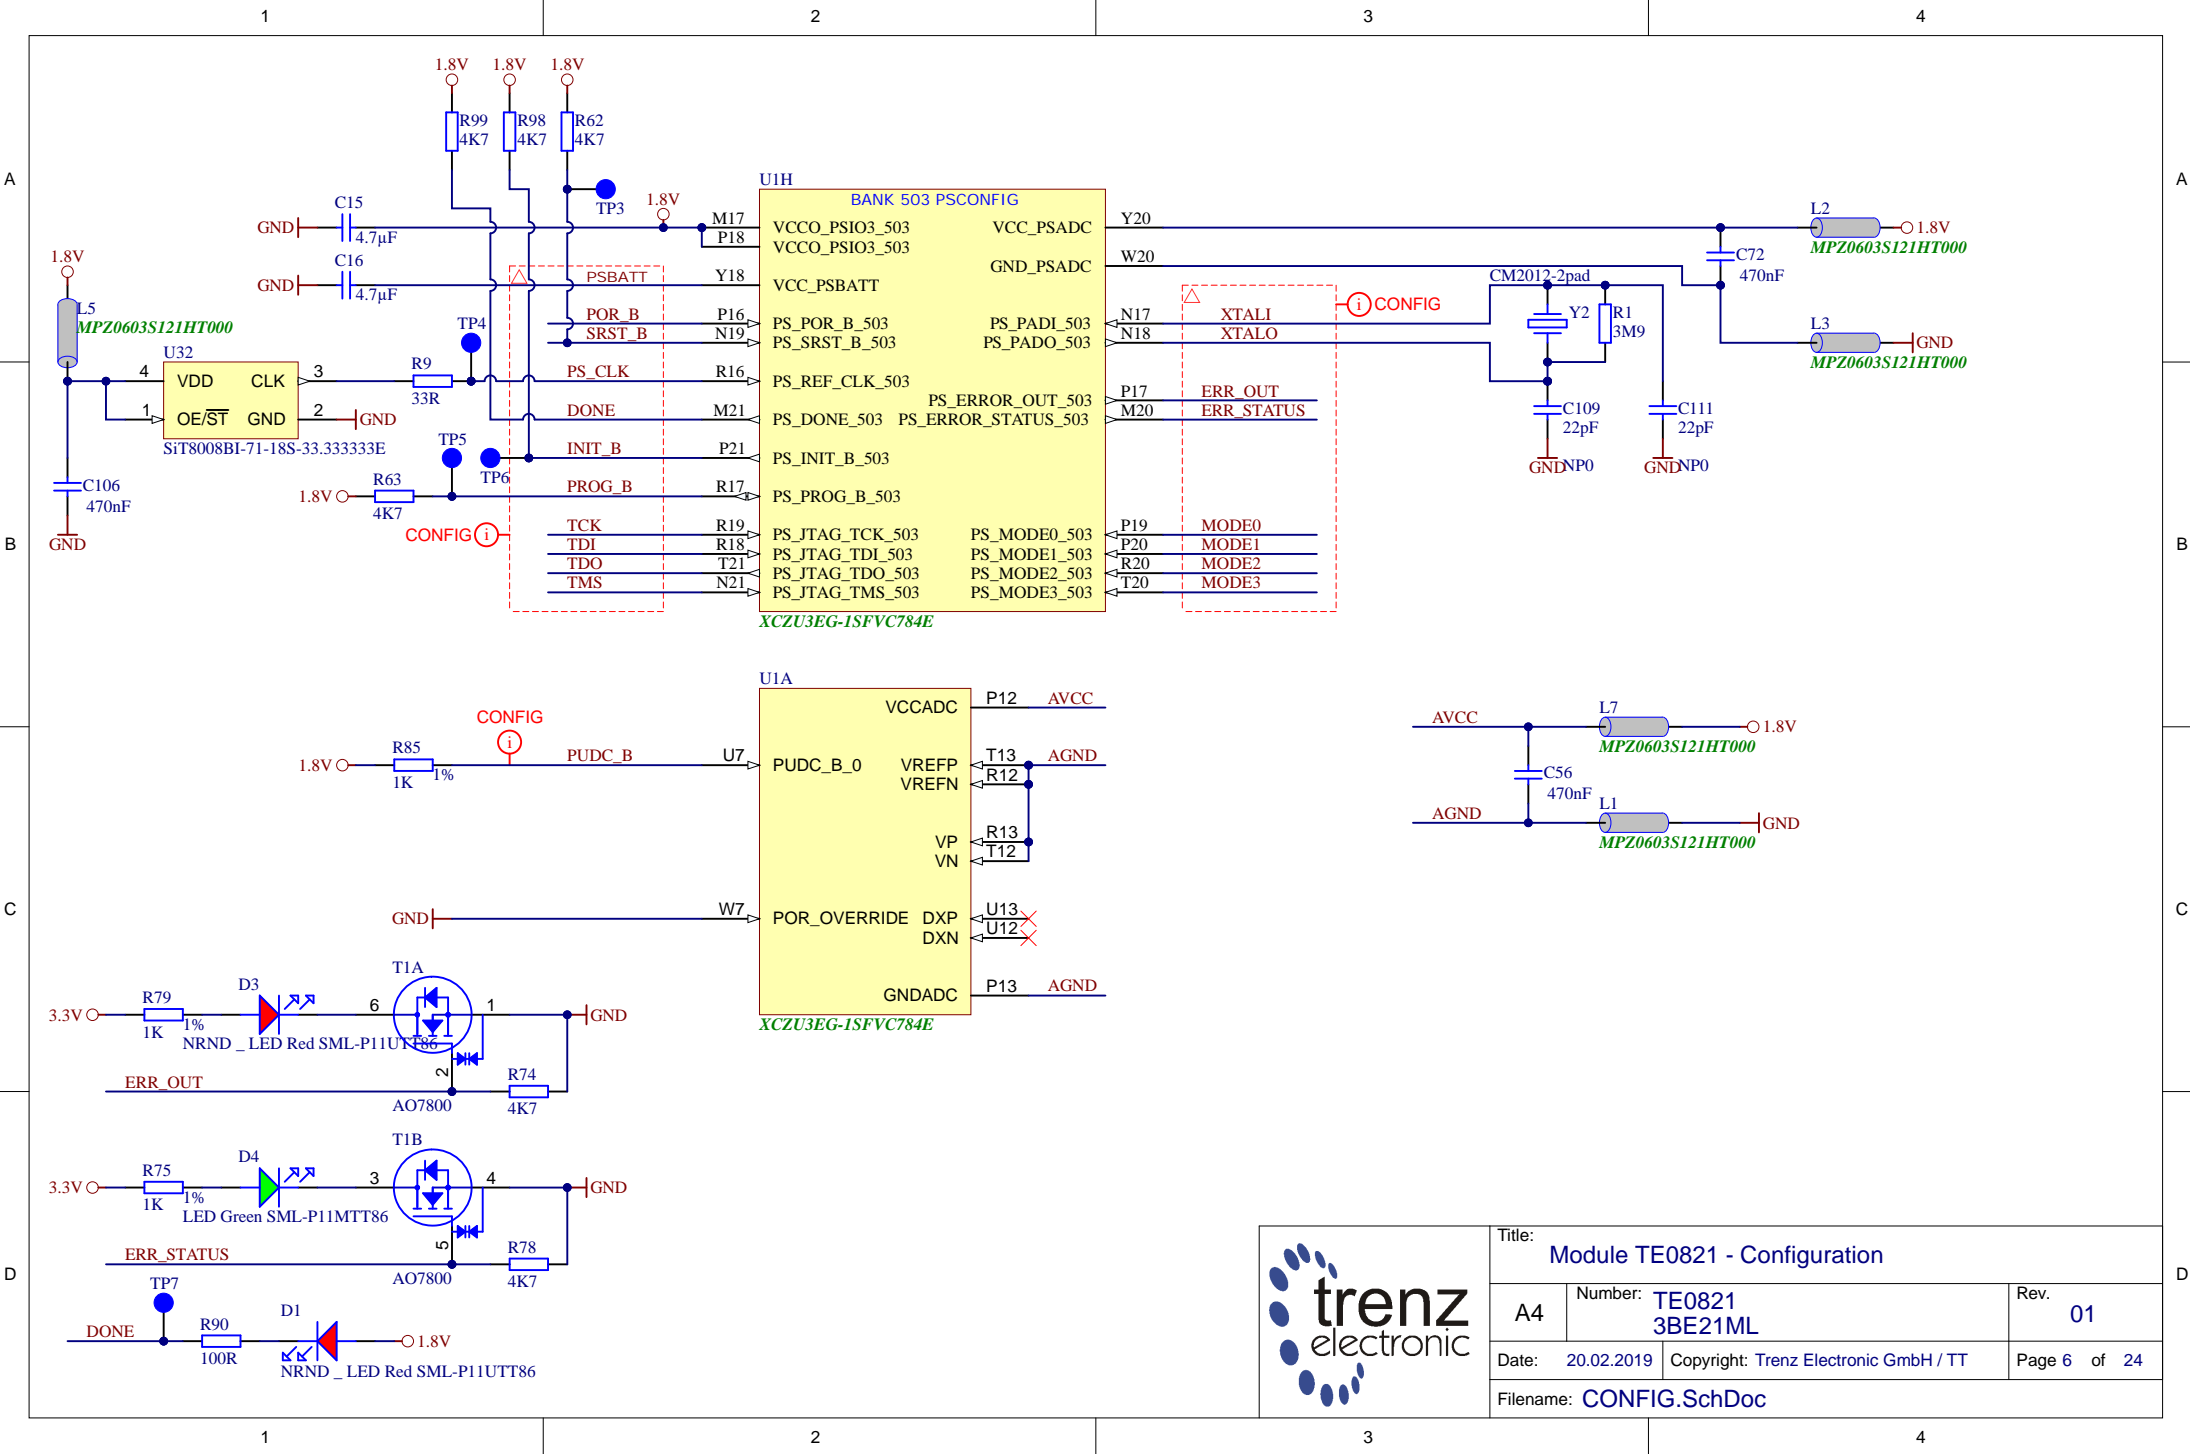 1 2 3 4
A A
B B
C C
D D
1.8V 1.8V 1.8V
R99 R98 R62
4K7 4K7 4K7
TP3
1.8V
C15
GND
4.7µF
C16
GND
4.7µF
PSBATT
POR_B
SRST_B
PS_CLK
DONE
INIT_B
PROG_B
TCK
TDI
TDO
TMS
CONFIG
i
1.8V
L5
MPZ0603S121HT000
U32
4 VDD CLK 3
1 OE/ST GND 2
GND
SiT8008BI-71-18S-33.333333E
C106
470nF
GND
TP4
R9
33R
TP5
TP6
1.8V
R63
4K7
U1H
BANK 503 PSCONFIG
M17 VCCO_PSIO3_503
P18 VCCO_PSIO3_503
Y18 VCC_PSBATT
P16 PS_POR_B_503
N19 PS_SRST_B_503
R16 PS_REF_CLK_503
M21 PS_DONE_503
P21 PS_INIT_B_503
R17 PS_PROG_B_503
R19 PS_JTAG_TCK_503
R18 PS_JTAG_TDI_503
T21 PS_JTAG_TDO_503
N21 PS_JTAG_TMS_503
VCC_PSADC Y20
GND_PSADC W20
PS_PADI_503 N17 XTALI
PS_PADO_503 N18 XTALO
PS_ERROR_OUT_503 P17 ERR_OUT
PS_ERROR_STATUS_503 M20 ERR_STATUS
PS_MODE0_503 P19 MODE0
PS_MODE1_503 P20 MODE1
PS_MODE2_503 R20 MODE2
PS_MODE3_503 T20 MODE3
XCZU3EG-1SFVC784E
i CONFIG
CM2012-2pad
Y2
R1
3M9
C109
22pF
GND NP0
C111
22pF
GND NP0
C72
470nF
L2
1.8V
MPZ0603S121HT000
L3
GND
MPZ0603S121HT000
U1A
VCCADC P12 AVCC
CONFIG
i
1.8V
R85
1K
1%
PUDC_B
U7 PUDC_B_0
VREFP T13 AGND
VREFN R12
VP R13
VN T12
GND
W7 POR_OVERRIDE
DXP U13
DXN U12
GNDADC P13 AGND
XCZU3EG-1SFVC784E
AVCC
L7
1.8V
MPZ0603S121HT000
C56
470nF
AGND
L1
GND
MPZ0603S121HT000
T1A
3.3V
R79
1K
1%
D3
6 1
GND
NRND _ LED Red SML-P11UTT86
2
ERR_OUT
AO7800
R74
4K7
T1B
3.3V
R75
1K
1%
D4
3 4
GND
LED Green SML-P11MTT86
5
ERR_STATUS
AO7800
R78
4K7
TP7
DONE
R90
100R
D1
1.8V
NRND _ LED Red SML-P11UTT86
trenz
electronic
Title:
Module TE0821 - Configuration
A4
Number: TE0821
3BE21ML
Rev.
01
Date: 20.02.2019
Copyright: Trenz Electronic GmbH / TT
Page 6 of 24
Filename: CONFIG.SchDoc
1 2 3 4